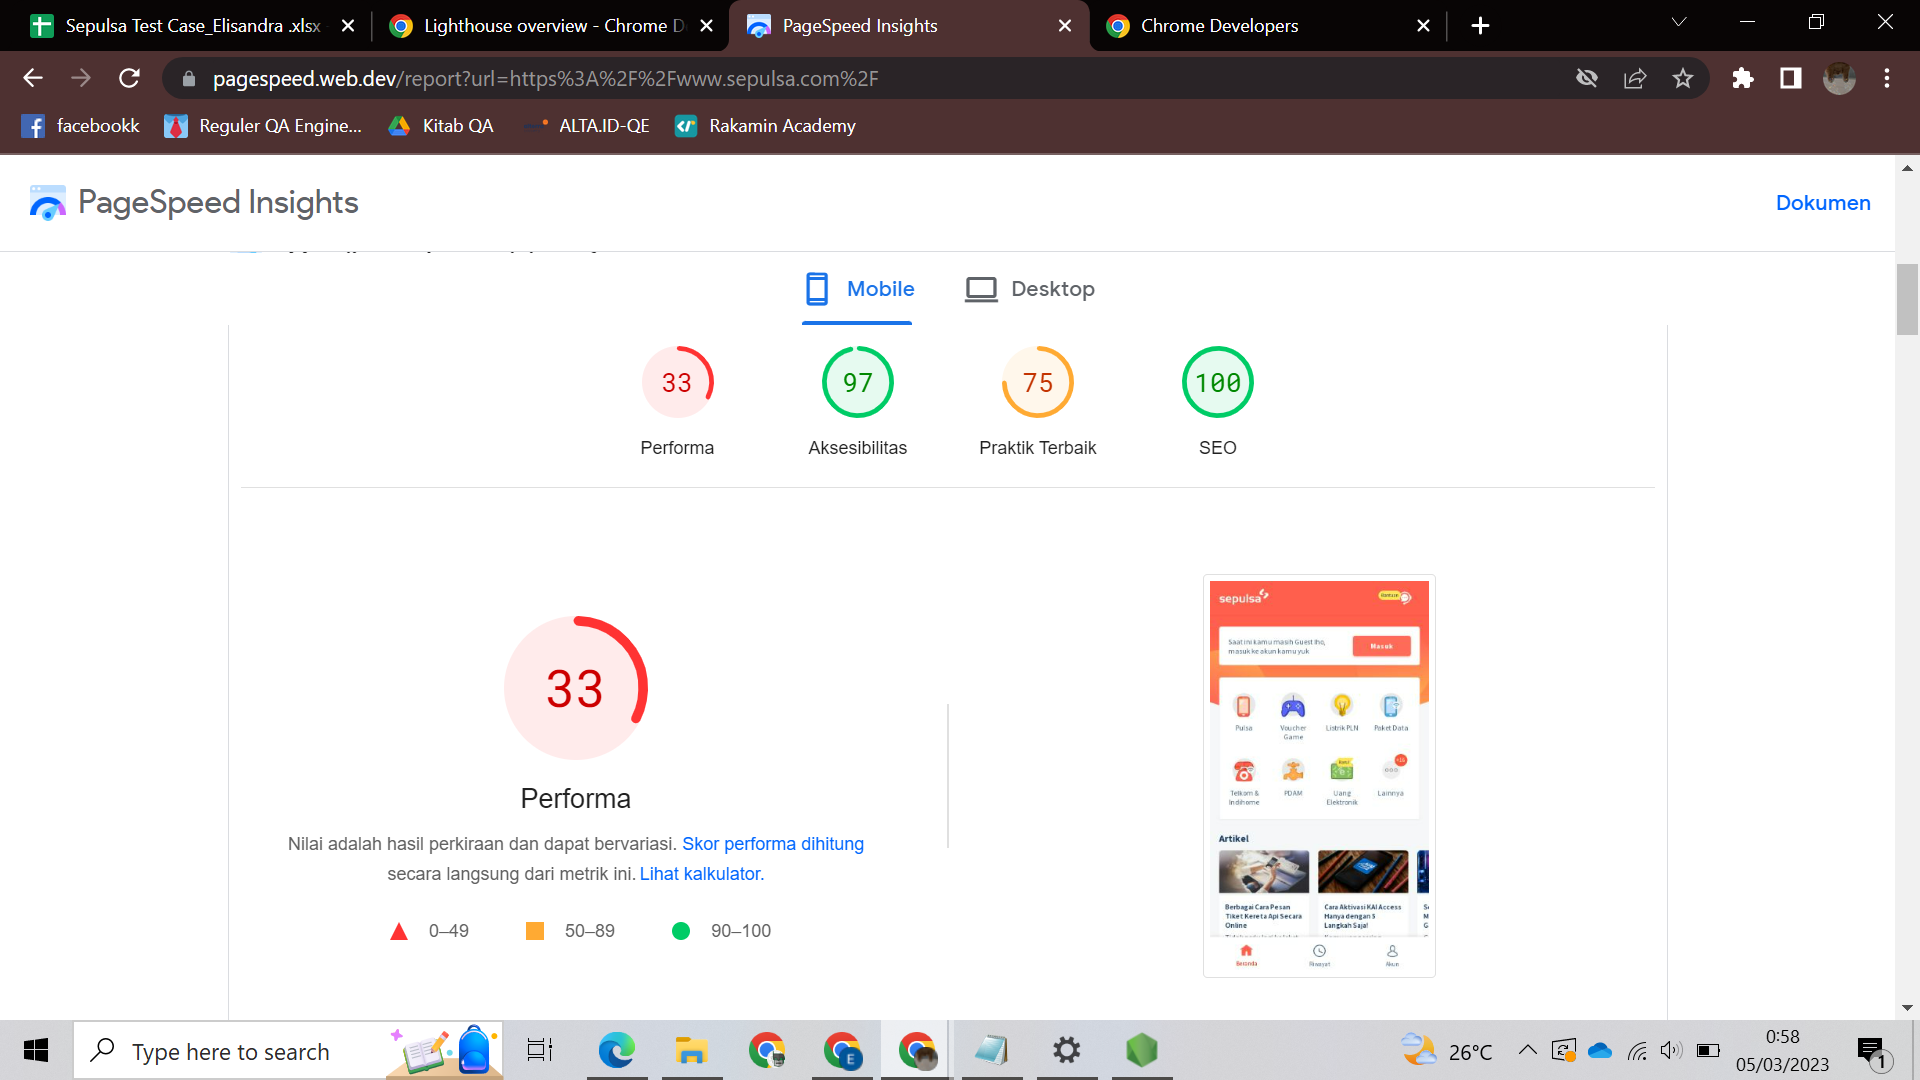 Sepulsa Test Case_Elisandra .xlsx
Lighthouse overview - Chrome D
PageSpeed Insights
Chrome Developers
pagespeed.web.dev/report?url=https%3A%2F%2Fwww.sepulsa.com%2F
facebookk
Reguler QA Engine...
Kitab QA
ALTA.ID-QE
Rakamin Academy
PageSpeed Insights
Dokumen
Mobile
Desktop
33
97
75
100
Performa
Aksesibilitas
Praktik Terbaik
SEO
33
Performa
Nilai adalah hasil perkiraan dan dapat bervariasi. Skor performa dihitung
secara langsung dari metrik ini. Lihat kalkulator.
0–49
50–89
90–100
sepulsa
Saat ini kamu masih Guest lho,
masuk ke akun kamu yuk
Masuk
Pulsa
Voucher
Game
Listrik PLN
Paket Data
Telkom &
Indihome
PDAM
Uang
Elektronik
Lainnya
Artikel
Berbagai Cara Pesan
Tiket Kereta Api Secara
Online
Cara Aktivasi KAI Access
Hanya dengan 5
Langkah Saja!
Beranda
Riwayat
Akun
Type here to search
E
26°C
0:58
05/03/2023
1